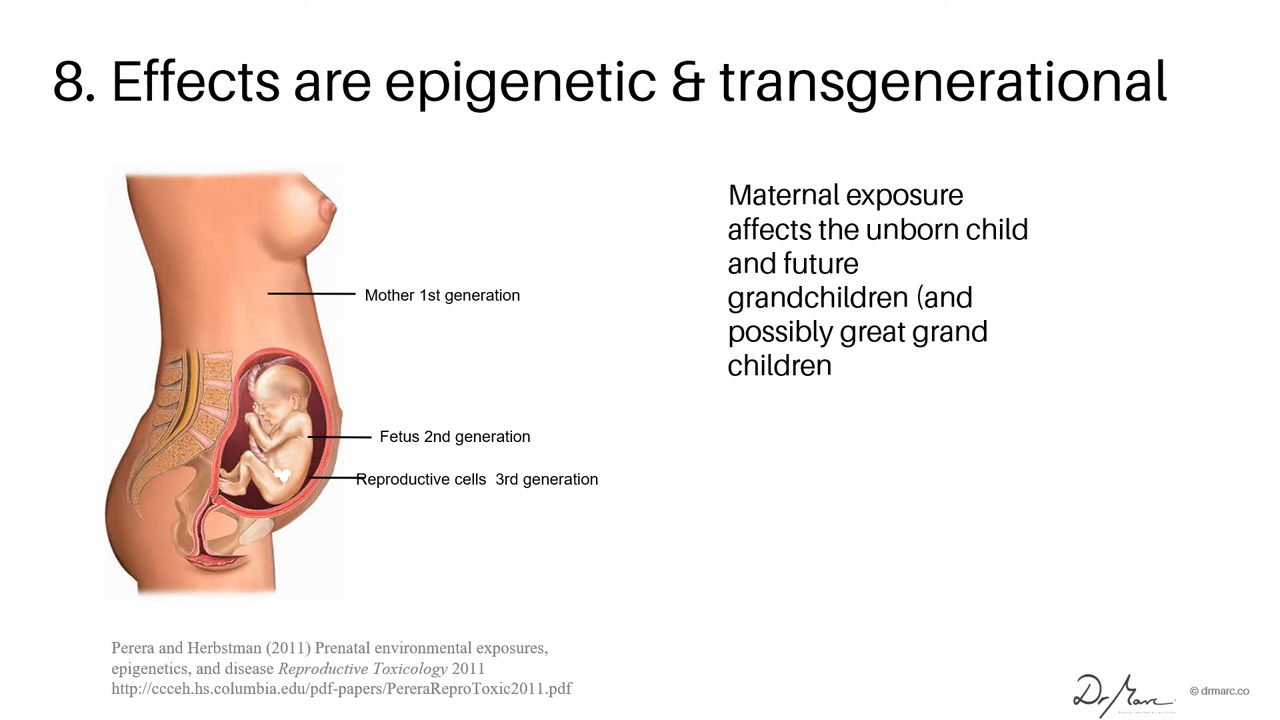 8. Effects are epigenetic & transgenerational
Maternal exposure
affects the unborn child
and future
grandchildren (and
possibly great grand
children
Mother 1st generation
Fetus 2nd generation
Reproductive cells  3rd generation
Perera and Herbstman (2011) Prenatal environmental exposures,
epigenetics, and disease Reproductive Toxicology 2011
http://ccceh.hs.columbia.edu/pdf-papers/PereraReproToxic2011.pdf
Dr Marc
© drmarc.co